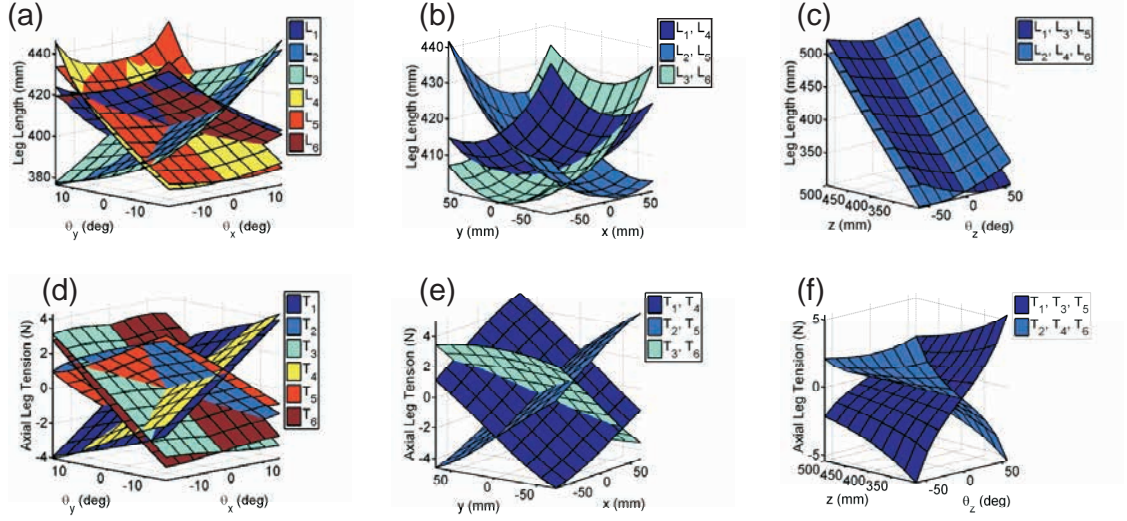 (a)
440
420
400
380
Leg Length (mm)
10
0
-10
θy (deg)
-10
0
10
θx (deg)
L1
L2
L3
L4
L5
L6
(b)
440
430
420
410
Leg Length (mm)
50
0
-50
y (mm)
-50
0
50
x (mm)
L1, L4
L2, L5
L3, L6
(c)
500
450
400
350
300
Leg Length (mm)
500
450
400
350
z (mm)
-50
0
50
θz (deg)
L1, L3, L5
L2, L4, L6
(d)
4
2
0
-2
-4
Axial Leg Tension (N)
10
0
-10
θy (deg)
-10
0
10
θx (deg)
T1
T2
T3
T4
T5
T6
(e)
4
2
0
-2
-4
Axial Leg Tension (N)
50
0
-50
y (mm)
-50
0
50
x (mm)
T1, T4
T2, T5
T3, T6
(f)
5
0
-5
Axial Leg Tension (N)
500
450
400
350
z (mm)
-50
0
50
θz (deg)
T1, T3, T5
T2, T4, T6